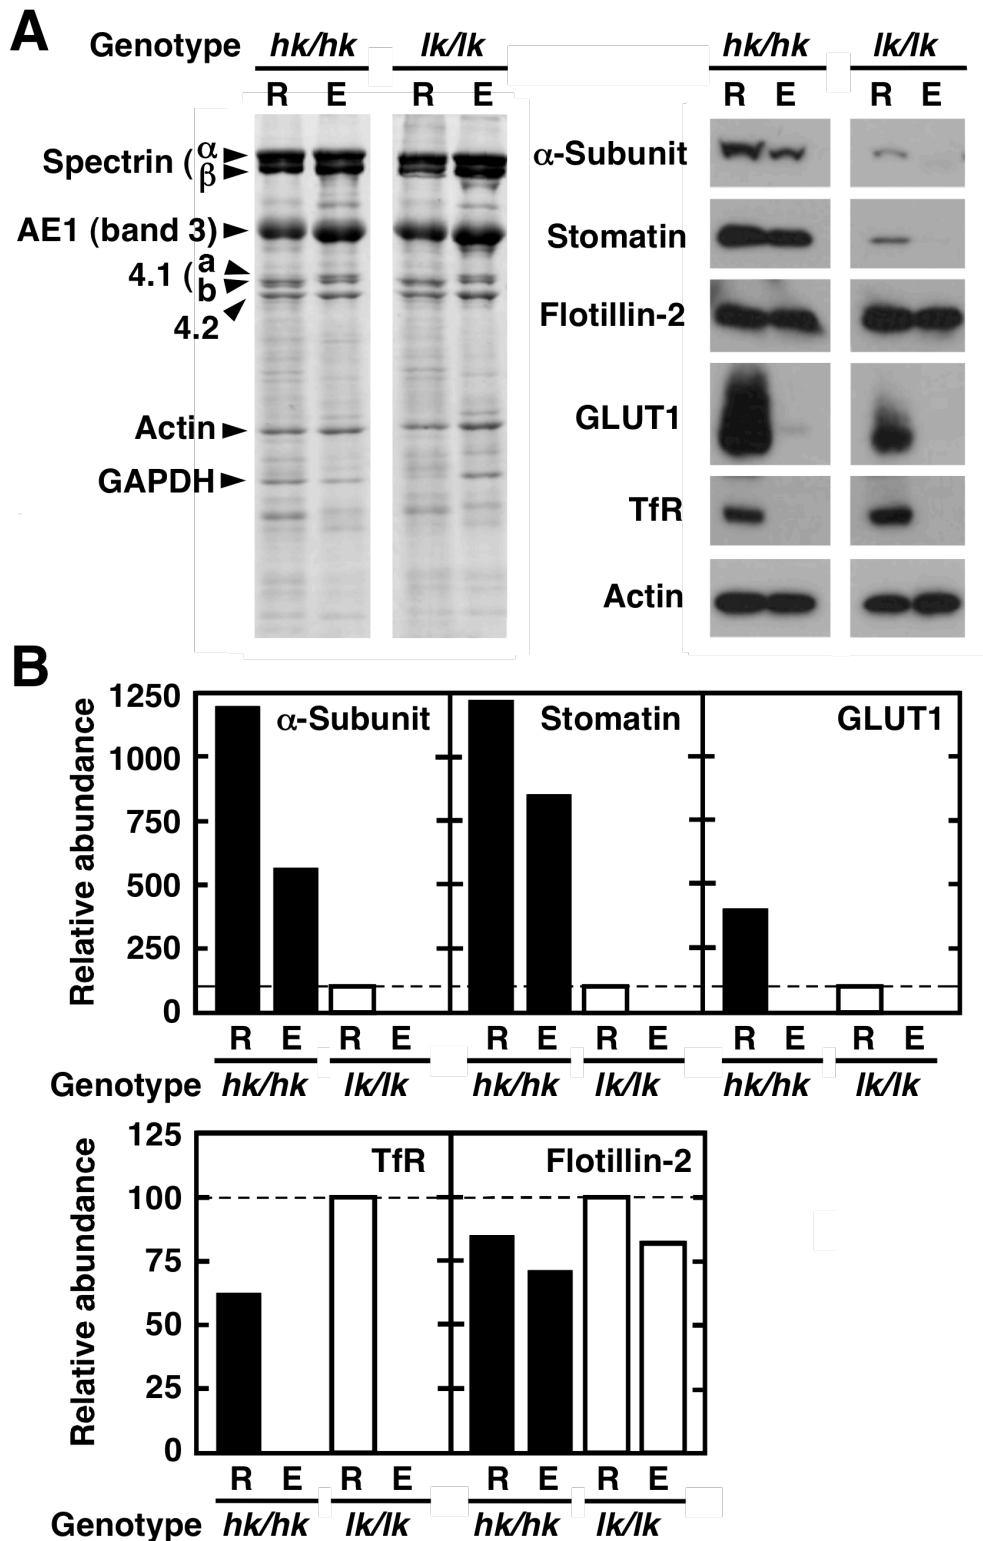 A
Genotype hk/hk lk/lk hk/hk lk/lk
R E R E R E R E
Spectrin ( α
β
α-Subunit
AE1 (band 3)
Stomatin
4.1 ( a
b
4.2
Flotillin-2
GLUT1
Actin
GAPDH
TfR
Actin
B
Relative abundance
1250
1000
750
500
250
0
α-Subunit Stomatin GLUT1
R E R E R E R E R E R E
Genotype hk/hk lk/lk hk/hk lk/lk hk/hk lk/lk
Relative abundance
125
100
75
50
25
0
TfR Flotillin-2
R E R E R E R E
Genotype hk/hk lk/lk hk/hk lk/lk